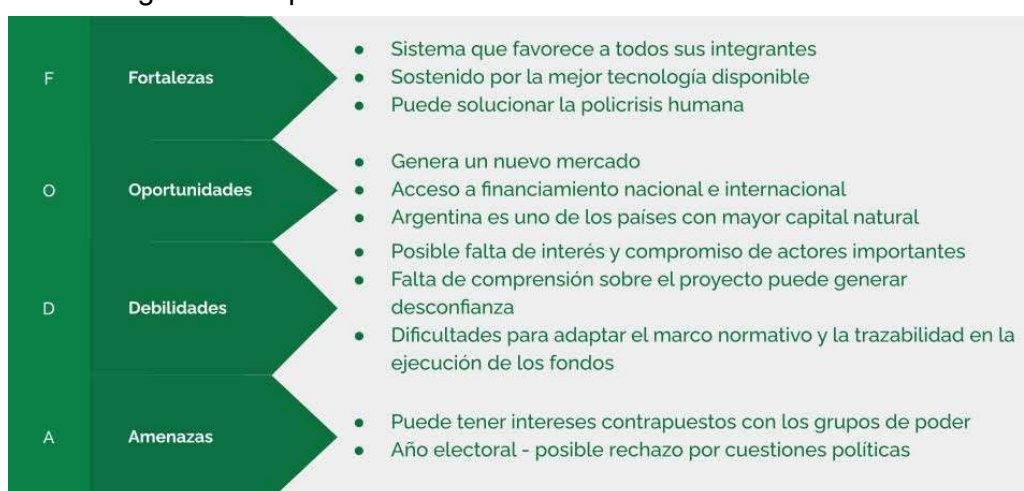 F
Fortalezas
● Sistema que favorece a todos sus integrantes
● Sostenido por la mejor tecnología disponible
● Puede solucionar la policrisis humana
O
Oportunidades
● Genera un nuevo mercado
● Acceso a financiamiento nacional e internacional
● Argentina es uno de los países con mayor capital natural
D
Debilidades
● Posible falta de interés y compromiso de actores importantes
● Falta de comprensión sobre el proyecto puede generar
desconfianza
● Dificultades para adaptar el marco normativo y la trazabilidad en la
ejecución de los fondos
A
Amenazas
● Puede tener intereses contrapuestos con los grupos de poder
● Año electoral - posible rechazo por cuestiones políticas